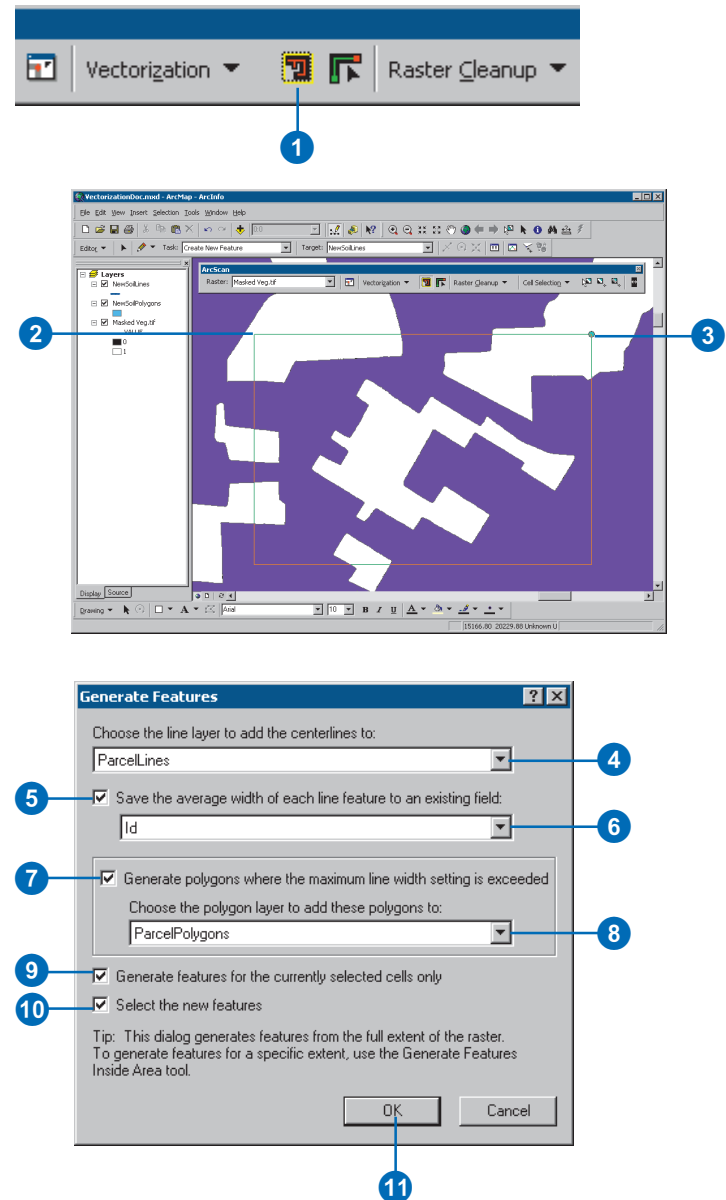 Vectorization
Raster Cleanup
1
VectorizationDoc.mxd - ArcMap - ArcInfo
File Edit View Insert Selection Tools Window Help
0.0
Editor Task: Create New Feature Target: NewSoilLines
Layers
NewSoilLines
NewSoilPolygons
Masked Veg.tif
VALUE
0
1
ArcScan
Raster: Masked Veg.tif Vectorization Raster Cleanup Cell Selection
2
3
Display Source
Drawing A Arial 10 B I U A
15166.80 20229.88 Unknown U
Generate Features
Choose the line layer to add the centerlines to:
ParcelLines
4
5
Save the average width of each line feature to an existing field:
Id
6
7
Generate polygons where the maximum line width setting is exceeded
Choose the polygon layer to add these polygons to:
ParcelPolygons
8
9
Generate features for the currently selected cells only
10
Select the new features
Tip: This dialog generates features from the full extent of the raster.
To generate features for a specific extent, use the Generate Features
Inside Area tool.
OK Cancel
11